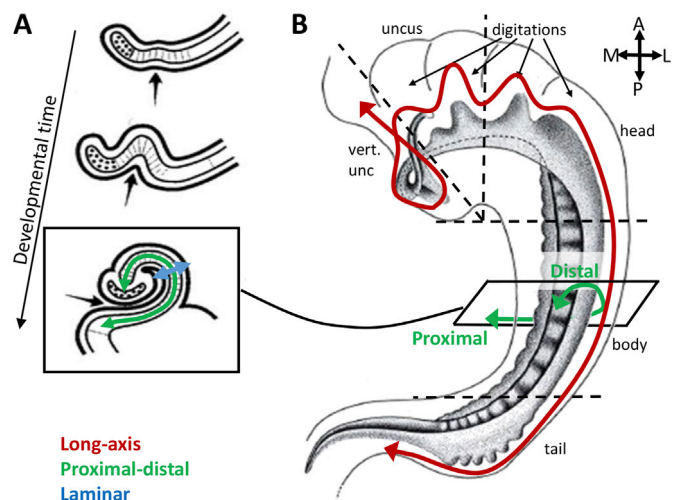 A
B
Developmental time
uncus
digitations
A
M
L
P
head
vert.
unc
Distal
Proximal
body
tail
Long-axis
Proximal-distal
Laminar